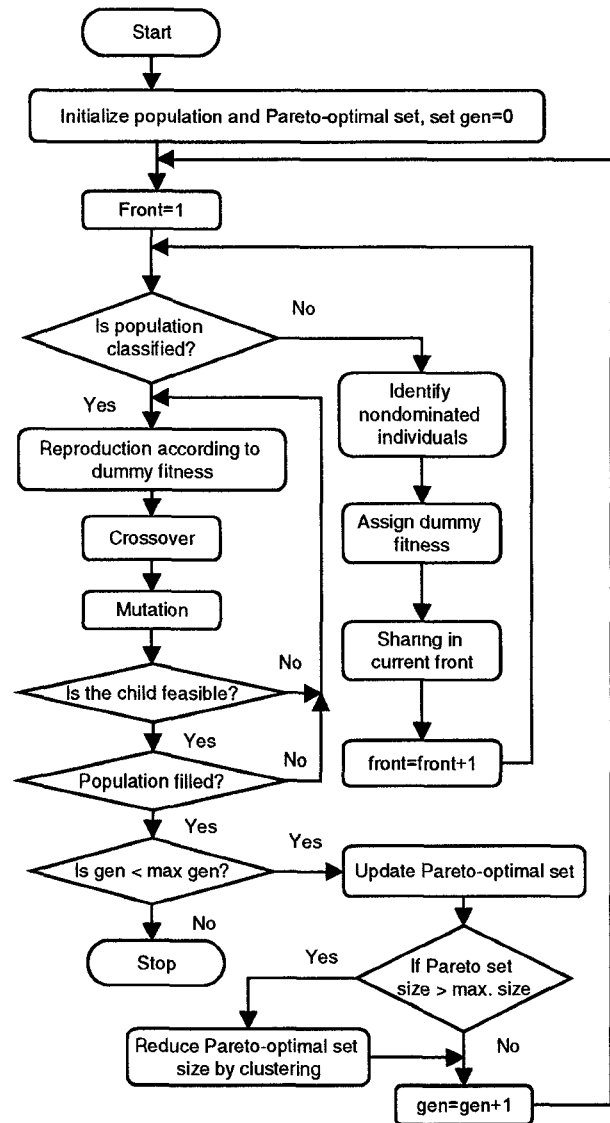 Start
Initialize population and Pareto-optimal set, set gen=0
Front=1
Is population
classified?
No
Yes
Identify
nondominated
individuals
Reproduction according to
dummy fitness
Assign dummy
fitness
Crossover
Mutation
Sharing in
current front
Is the child feasible?
No
Yes
front=front+1
Population filled?
No
Yes
Is gen < max gen?
Yes
Update Pareto-optimal set
No
Stop
If Pareto set
size > max. size
Yes
No
Reduce Pareto-optimal set
size by clustering
gen=gen+1